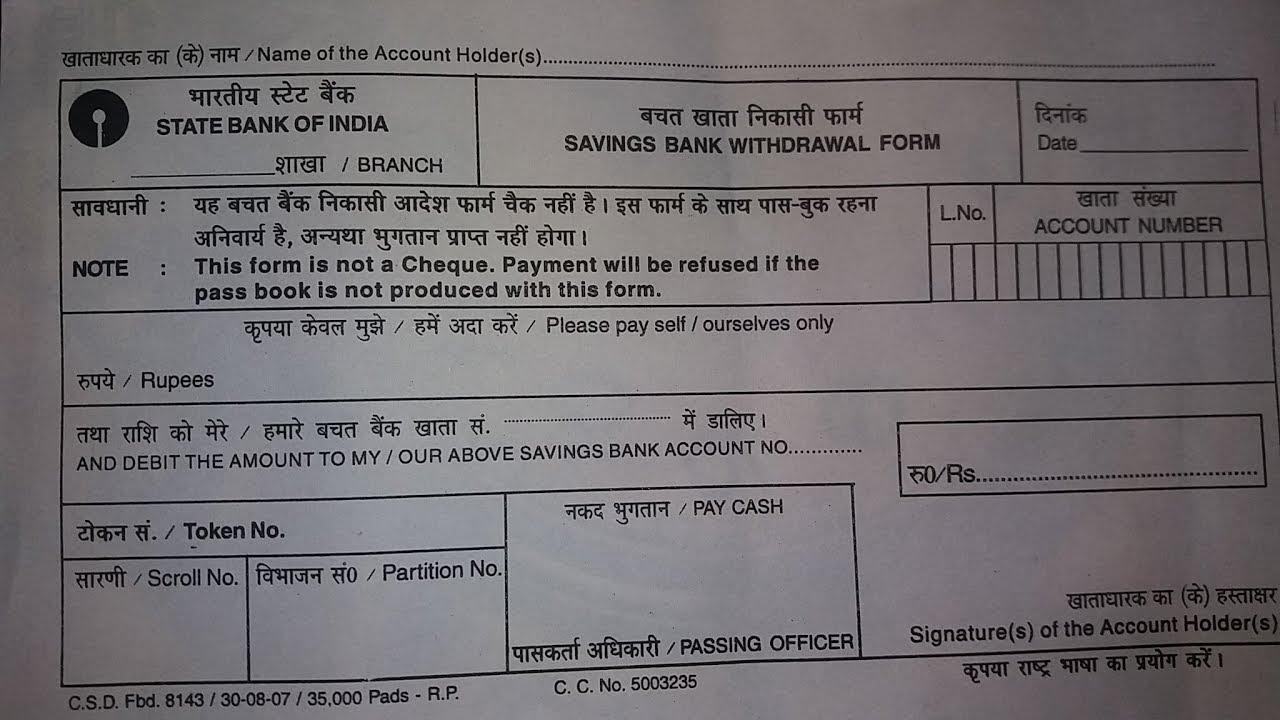 खाताधारक का (के) नाम / Name of the Account Holder(s)..............................
भारतीय स्टेट बैंक
STATE BANK OF INDIA
____________शाखा / BRANCH
बचत खाता निकासी फार्म
SAVINGS BANK WITHDRAWAL FORM
दिनांक
Date______________
सावधानी : यह बचत बैंक निकासी आदेश फार्म चैक नहीं है। इस फार्म के साथ पास-बुक रहना
अनिवार्य है, अन्यथा भुगतान प्राप्त नहीं होगा।
NOTE : This form is not a Cheque. Payment will be refused if the
pass book is not produced with this form.
L.No.
खाता संख्या
ACCOUNT NUMBER
कृपया केवल मुझे / हमें अदा करें / Please pay self / ourselves only
रुपये / Rupees
तथा राशि को मेरे / हमारे बचत बैंक खाता सं. .............................. में डालिए।
AND DEBIT THE AMOUNT TO MY / OUR ABOVE SAVINGS BANK ACCOUNT NO.............
रु0/Rs..............................
टोकन सं. / Token No.
सारणी / Scroll No.
विभाजन सं0 / Partition No.
नकद भुगतान / PAY CASH
पासकर्ता अधिकारी / PASSING OFFICER
खाताधारक का (के) हस्ताक्षर
Signature(s) of the Account Holder(s)
कृपया राष्ट्र भाषा का प्रयोग करें।
C.S.D. Fbd. 8143 / 30-08-07 / 35,000 Pads - R.P.
C. C. No. 5003235